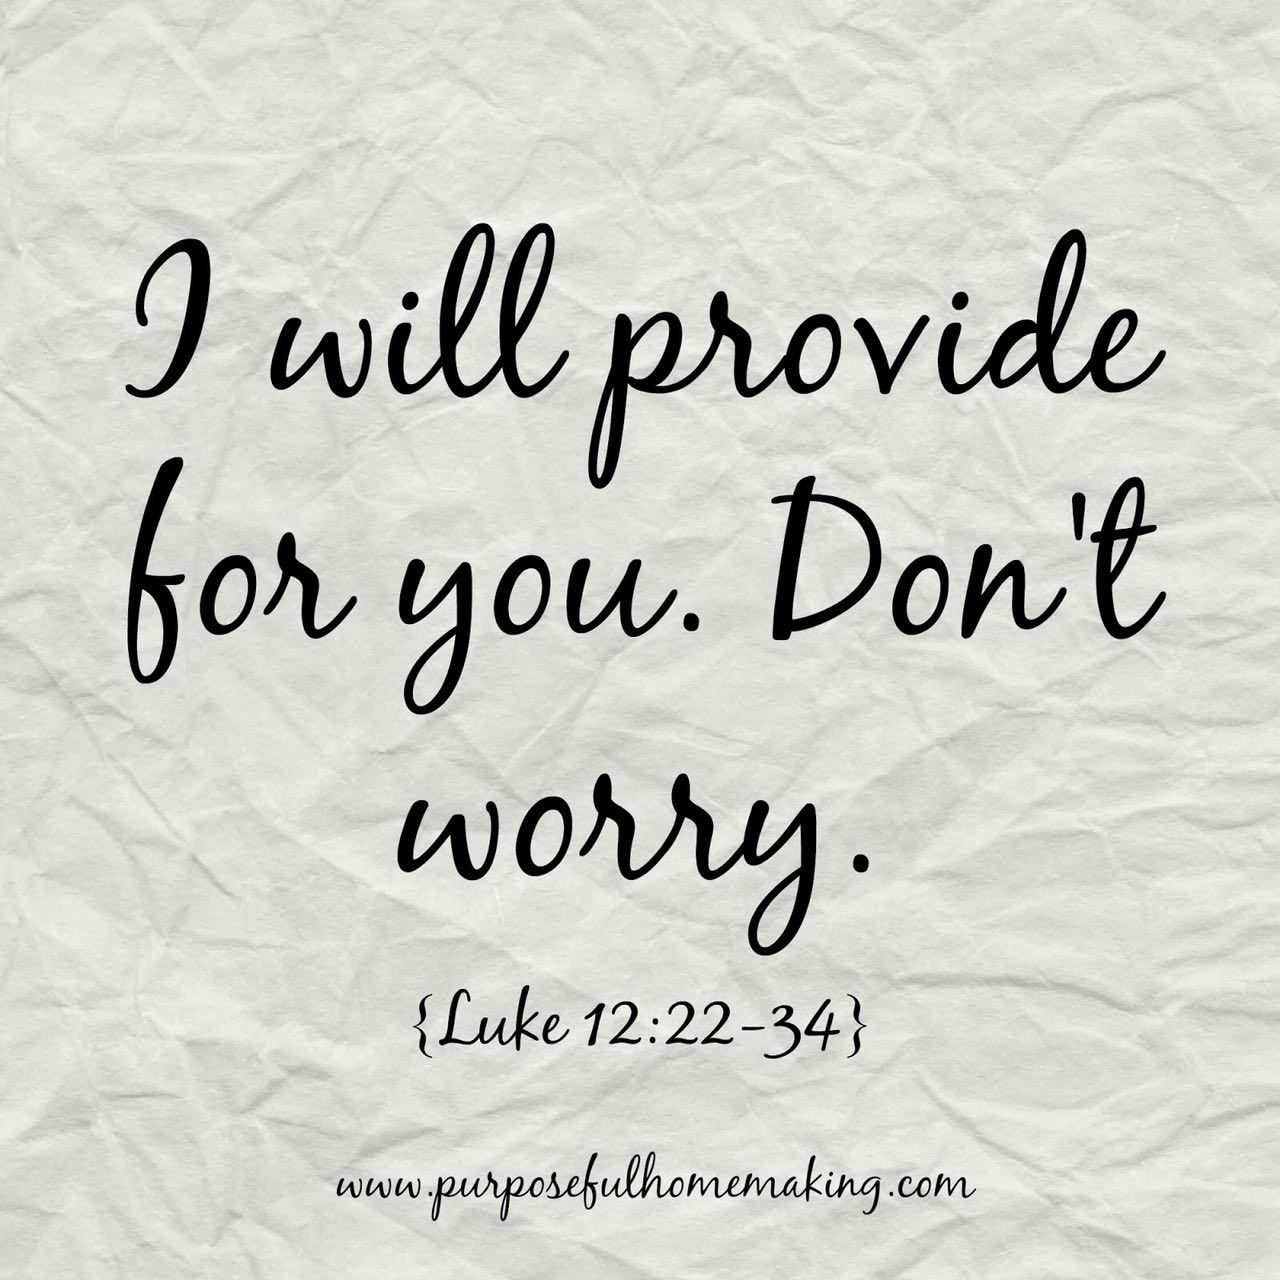 I will provide
for you. Don't
worry.
{Luke 12:22-34}
www.purposefulhomemaking.com